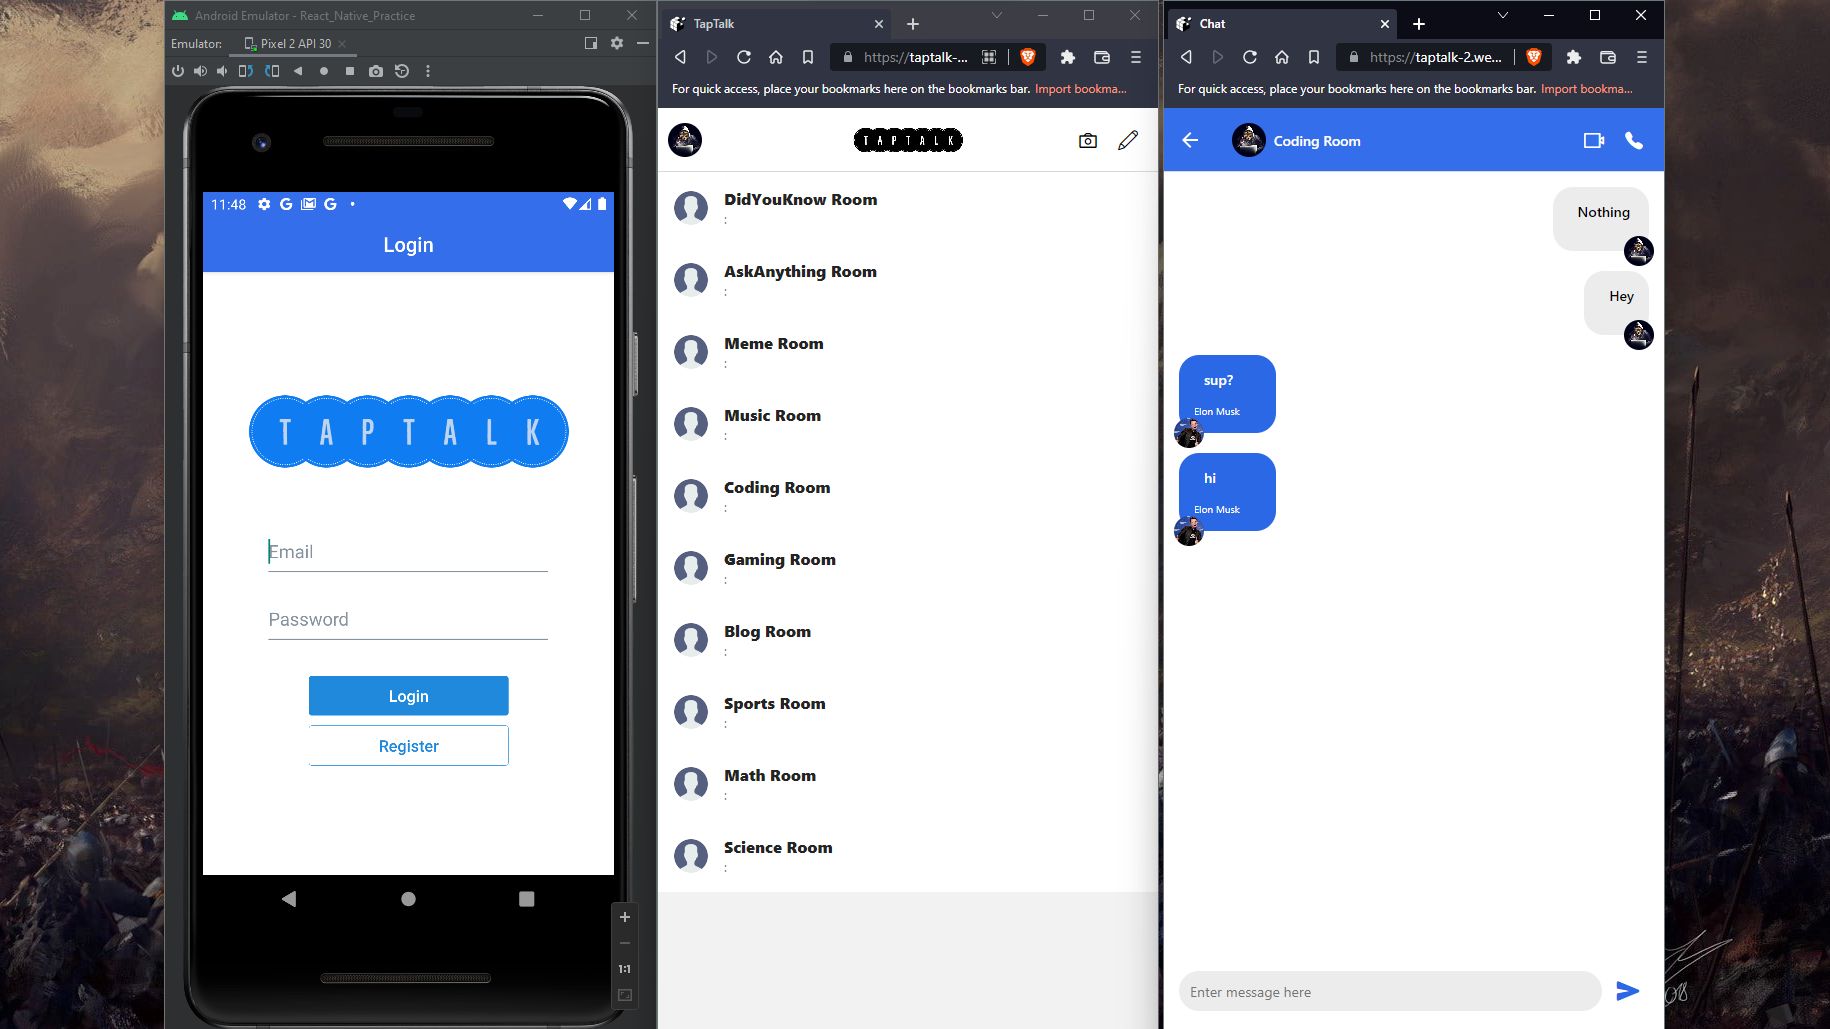 Android Emulator - React_Native_Practice
Emulator:
Pixel 2 API 30
11:48
Login
TAPTALK
Email
Password
Login
Register
1:1
TapTalk
https://taptalk-...
For quick access, place your bookmarks here on the bookmarks bar. Import bookma...
TAPTALK
DidYouKnow Room
:
AskAnything Room
:
Meme Room
:
Music Room
:
Coding Room
:
Gaming Room
:
Blog Room
:
Sports Room
:
Math Room
:
Science Room
:
Chat
https://taptalk-2.we...
For quick access, place your bookmarks here on the bookmarks bar. Import bookma...
Coding Room
Nothing
Hey
sup?
Elon Musk
hi
Elon Musk
Enter message here